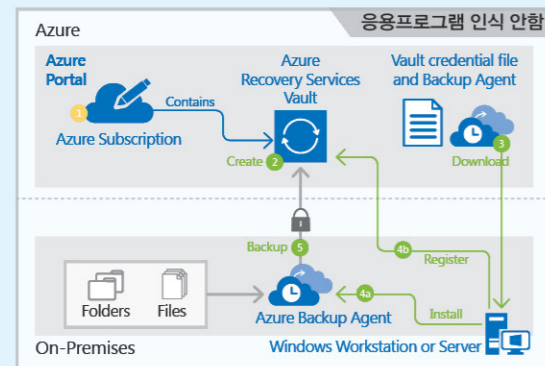 Azure
응용프로그램 인식 안함
Azure
Portal
Azure
Recovery Services
Vault
Vault credential file
and Backup Agent
1
Contains
Azure Subscription
Create 2
3
Download
Backup 5
4b
Register
Folders
Files
4a
Install
Azure Backup Agent
On-Premises
Windows Workstation or Server